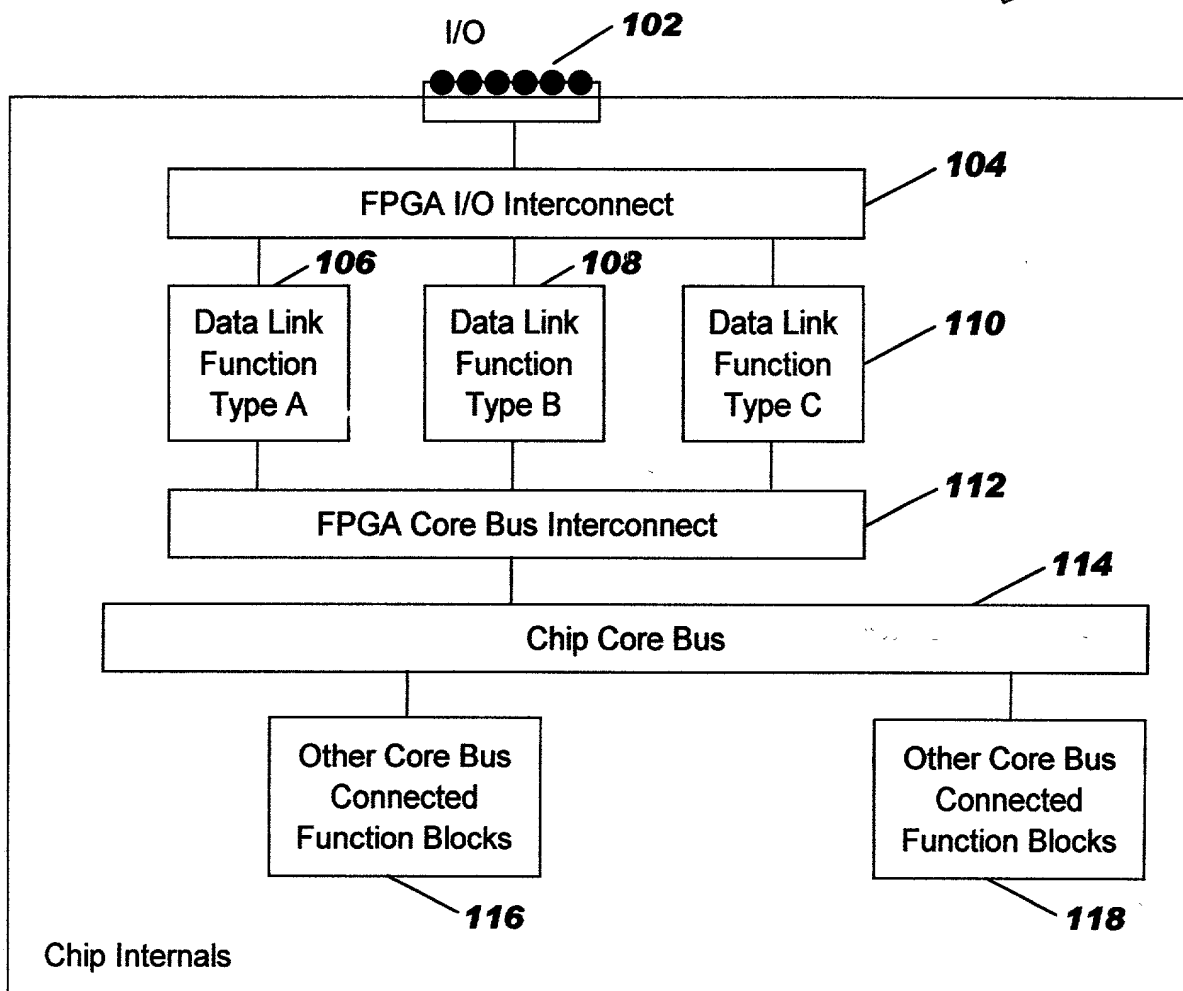 I/O
102
104
FPGA I/O Interconnect
106
108
110
Data Link
Function
Type A
Data Link
Function
Type B
Data Link
Function
Type C
112
FPGA Core Bus Interconnect
114
Chip Core Bus
Other Core Bus
Connected
Function Blocks
Other Core Bus
Connected
Function Blocks
116
118
Chip Internals